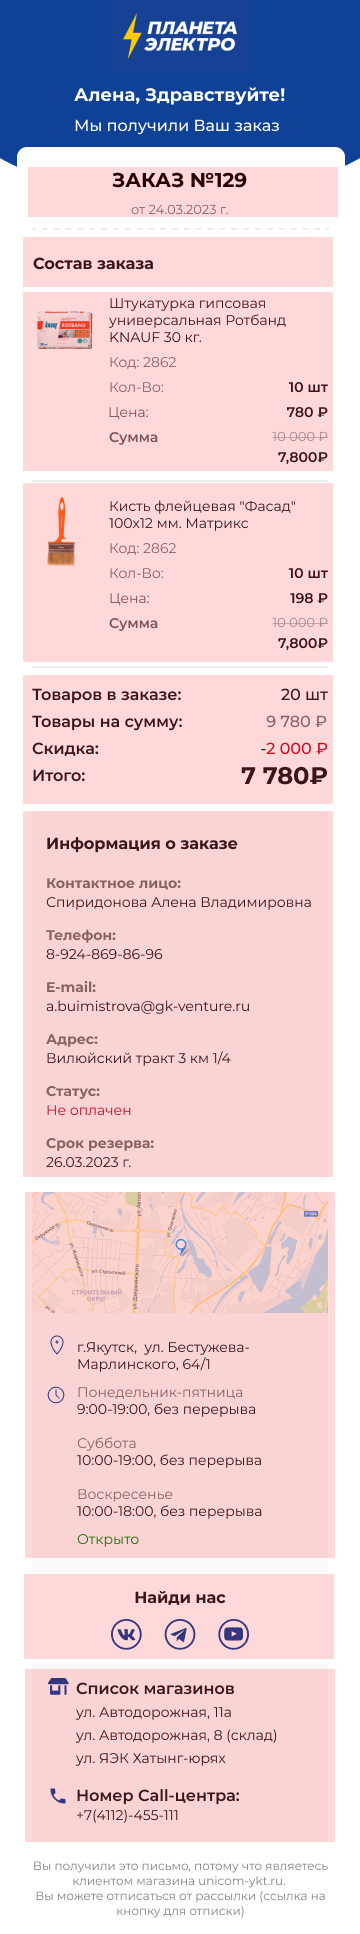 ПЛАНЕТА
ЭЛЕКТРО
Алена, Здравствуйте!
Мы получили Ваш заказ
ЗАКАЗ №129
от 24.03.2023 г.
Состав заказа
Штукатурка гипсовая
универсальная Ротбанд
KNAUF 30 кг.
Код: 2862
Кол-Во: 10 шт
Цена: 780 ₽
Сумма 10 000 ₽
7,800₽
knauf
ROTBAND
Кисть флейцевая "Фасад"
100х12 мм. Матрикс
Код: 2862
Кол-Во: 10 шт
Цена: 198 ₽
Сумма 10 000 ₽
7,800₽
Товаров в заказе: 20 шт
Товары на сумму: 9 780 ₽
Скидка: -2 000 ₽
Итого: 7 780₽
Информация о заказе
Контактное лицо:
Спиридонова Алена Владимировна
Телефон:
8-924-869-86-96
E-mail:
a.buimistrova@gk-venture.ru
Адрес:
Вилюйский тракт 3 км 1/4
Статус:
Не оплачен
Срок резерва:
26.03.2023 г.
СТРОИТЕЛЬНЫЙ
ОКРУГ
г.Якутск, ул. Бестужева-
Марлинского, 64/1
Понедельник-пятница
9:00-19:00, без перерыва
Суббота
10:00-19:00, без перерыва
Воскресенье
10:00-18:00, без перерыва
Открыто
Найди нас
Список магазинов
ул. Автодорожная, 11а
ул. Автодорожная, 8 (склад)
ул. ЯЭК Хатынг-юрях
Номер Call-центра:
+7(4112)-455-111
Вы получили это письмо, потому что являетесь
клиентом магазина unicom-ykt.ru.
Вы можете отписаться от рассылки (ссылка на
кнопку для отписки)